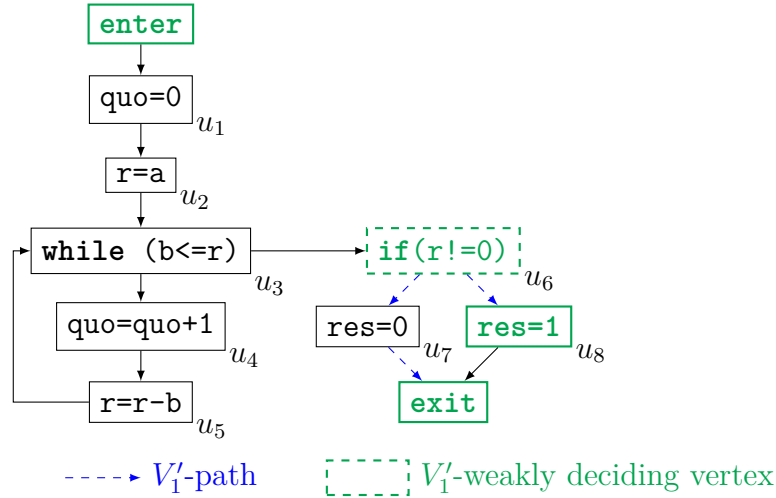 enter
quo=0
u₁
r=a
u₂
while (b<=r)
u₃
if(r!=0)
u₆
quo=quo+1
u₄
res=0
u₇
res=1
u₈
r=r-b
u₅
exit
V₁′-path
V₁′-weakly deciding vertex